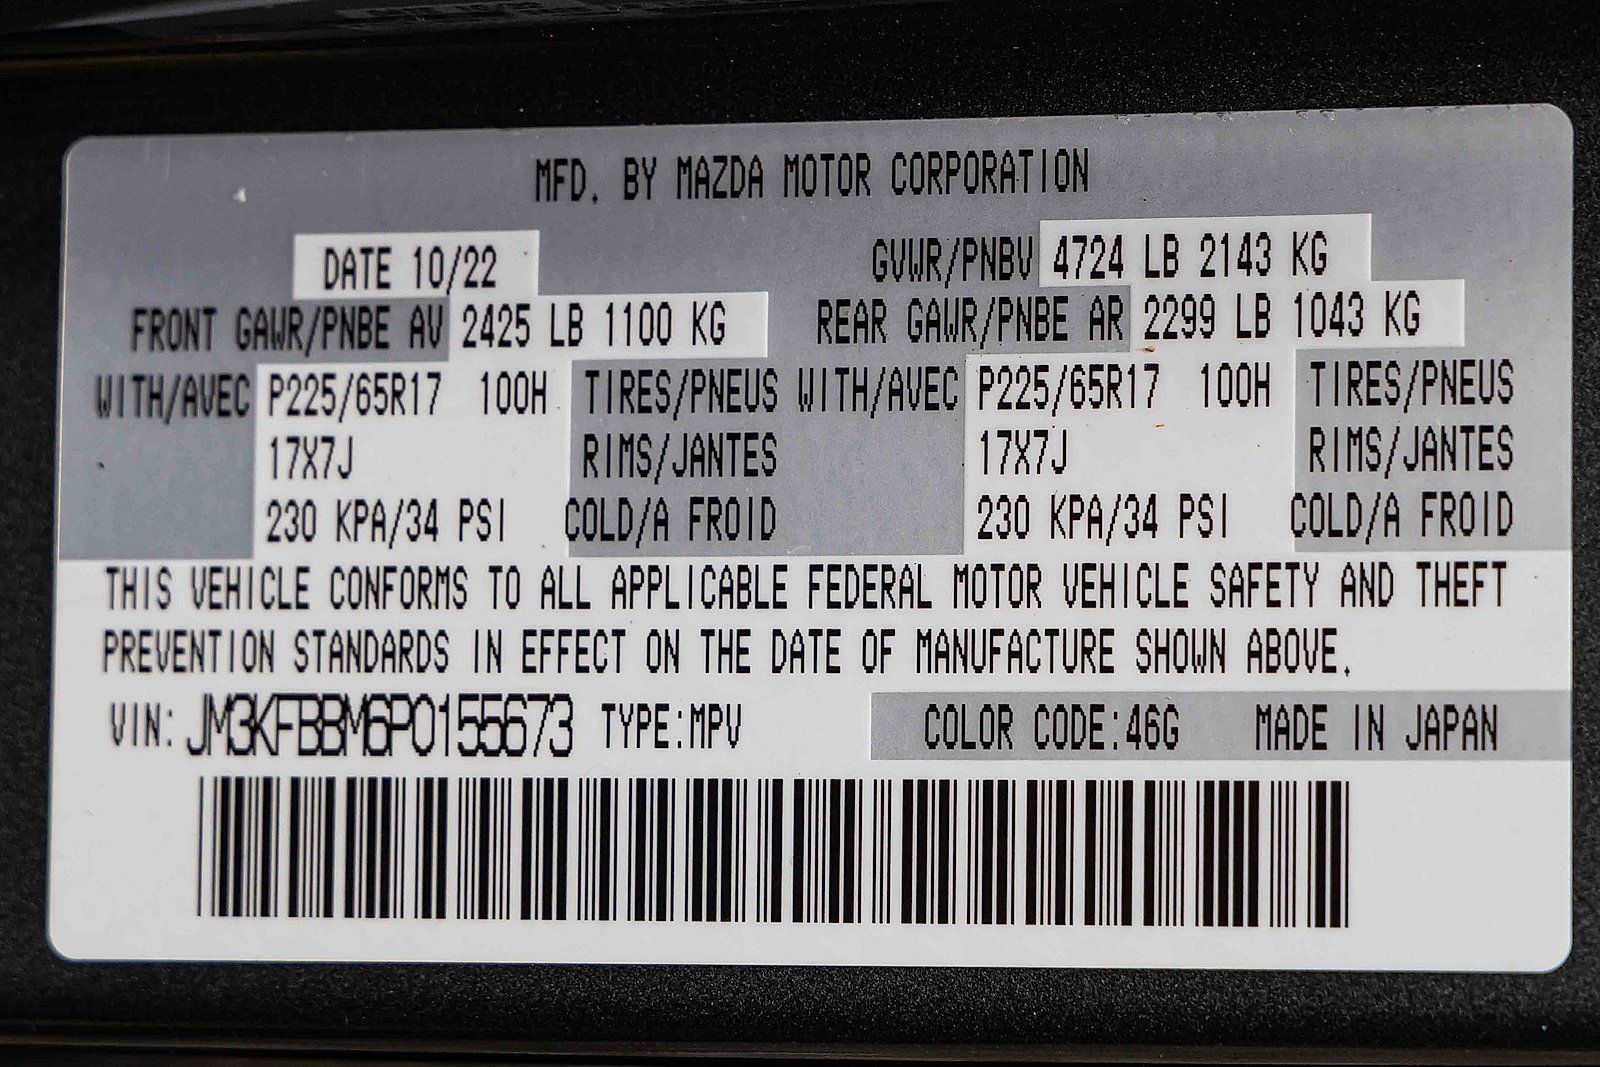 MFD. BY MAZDA MOTOR CORPORATION
DATE 10/22 GVWR/PNBV 4724 LB 2143 KG
FRONT GAWR/PNBE AV 2425 LB 1100 KG REAR GAWR/PNBE AR 2299 LB 1043 KG
WITH/AVEC P225/65R17 100H TIRES/PNEUS WITH/AVEC P225/65R17 100H TIRES/PNEUS
17X7J RIMS/JANTES 17X7J RIMS/JANTES
230 KPA/34 PSI COLD/A FROID 230 KPA/34 PSI COLD/A FROID
THIS VEHICLE CONFORMS TO ALL APPLICABLE FEDERAL MOTOR VEHICLE SAFETY AND THEFT
PREVENTION STANDARDS IN EFFECT ON THE DATE OF MANUFACTURE SHOWN ABOVE.
VIN: JM3KFBBM6P0155673 TYPE:MPV COLOR CODE:46G MADE IN JAPAN